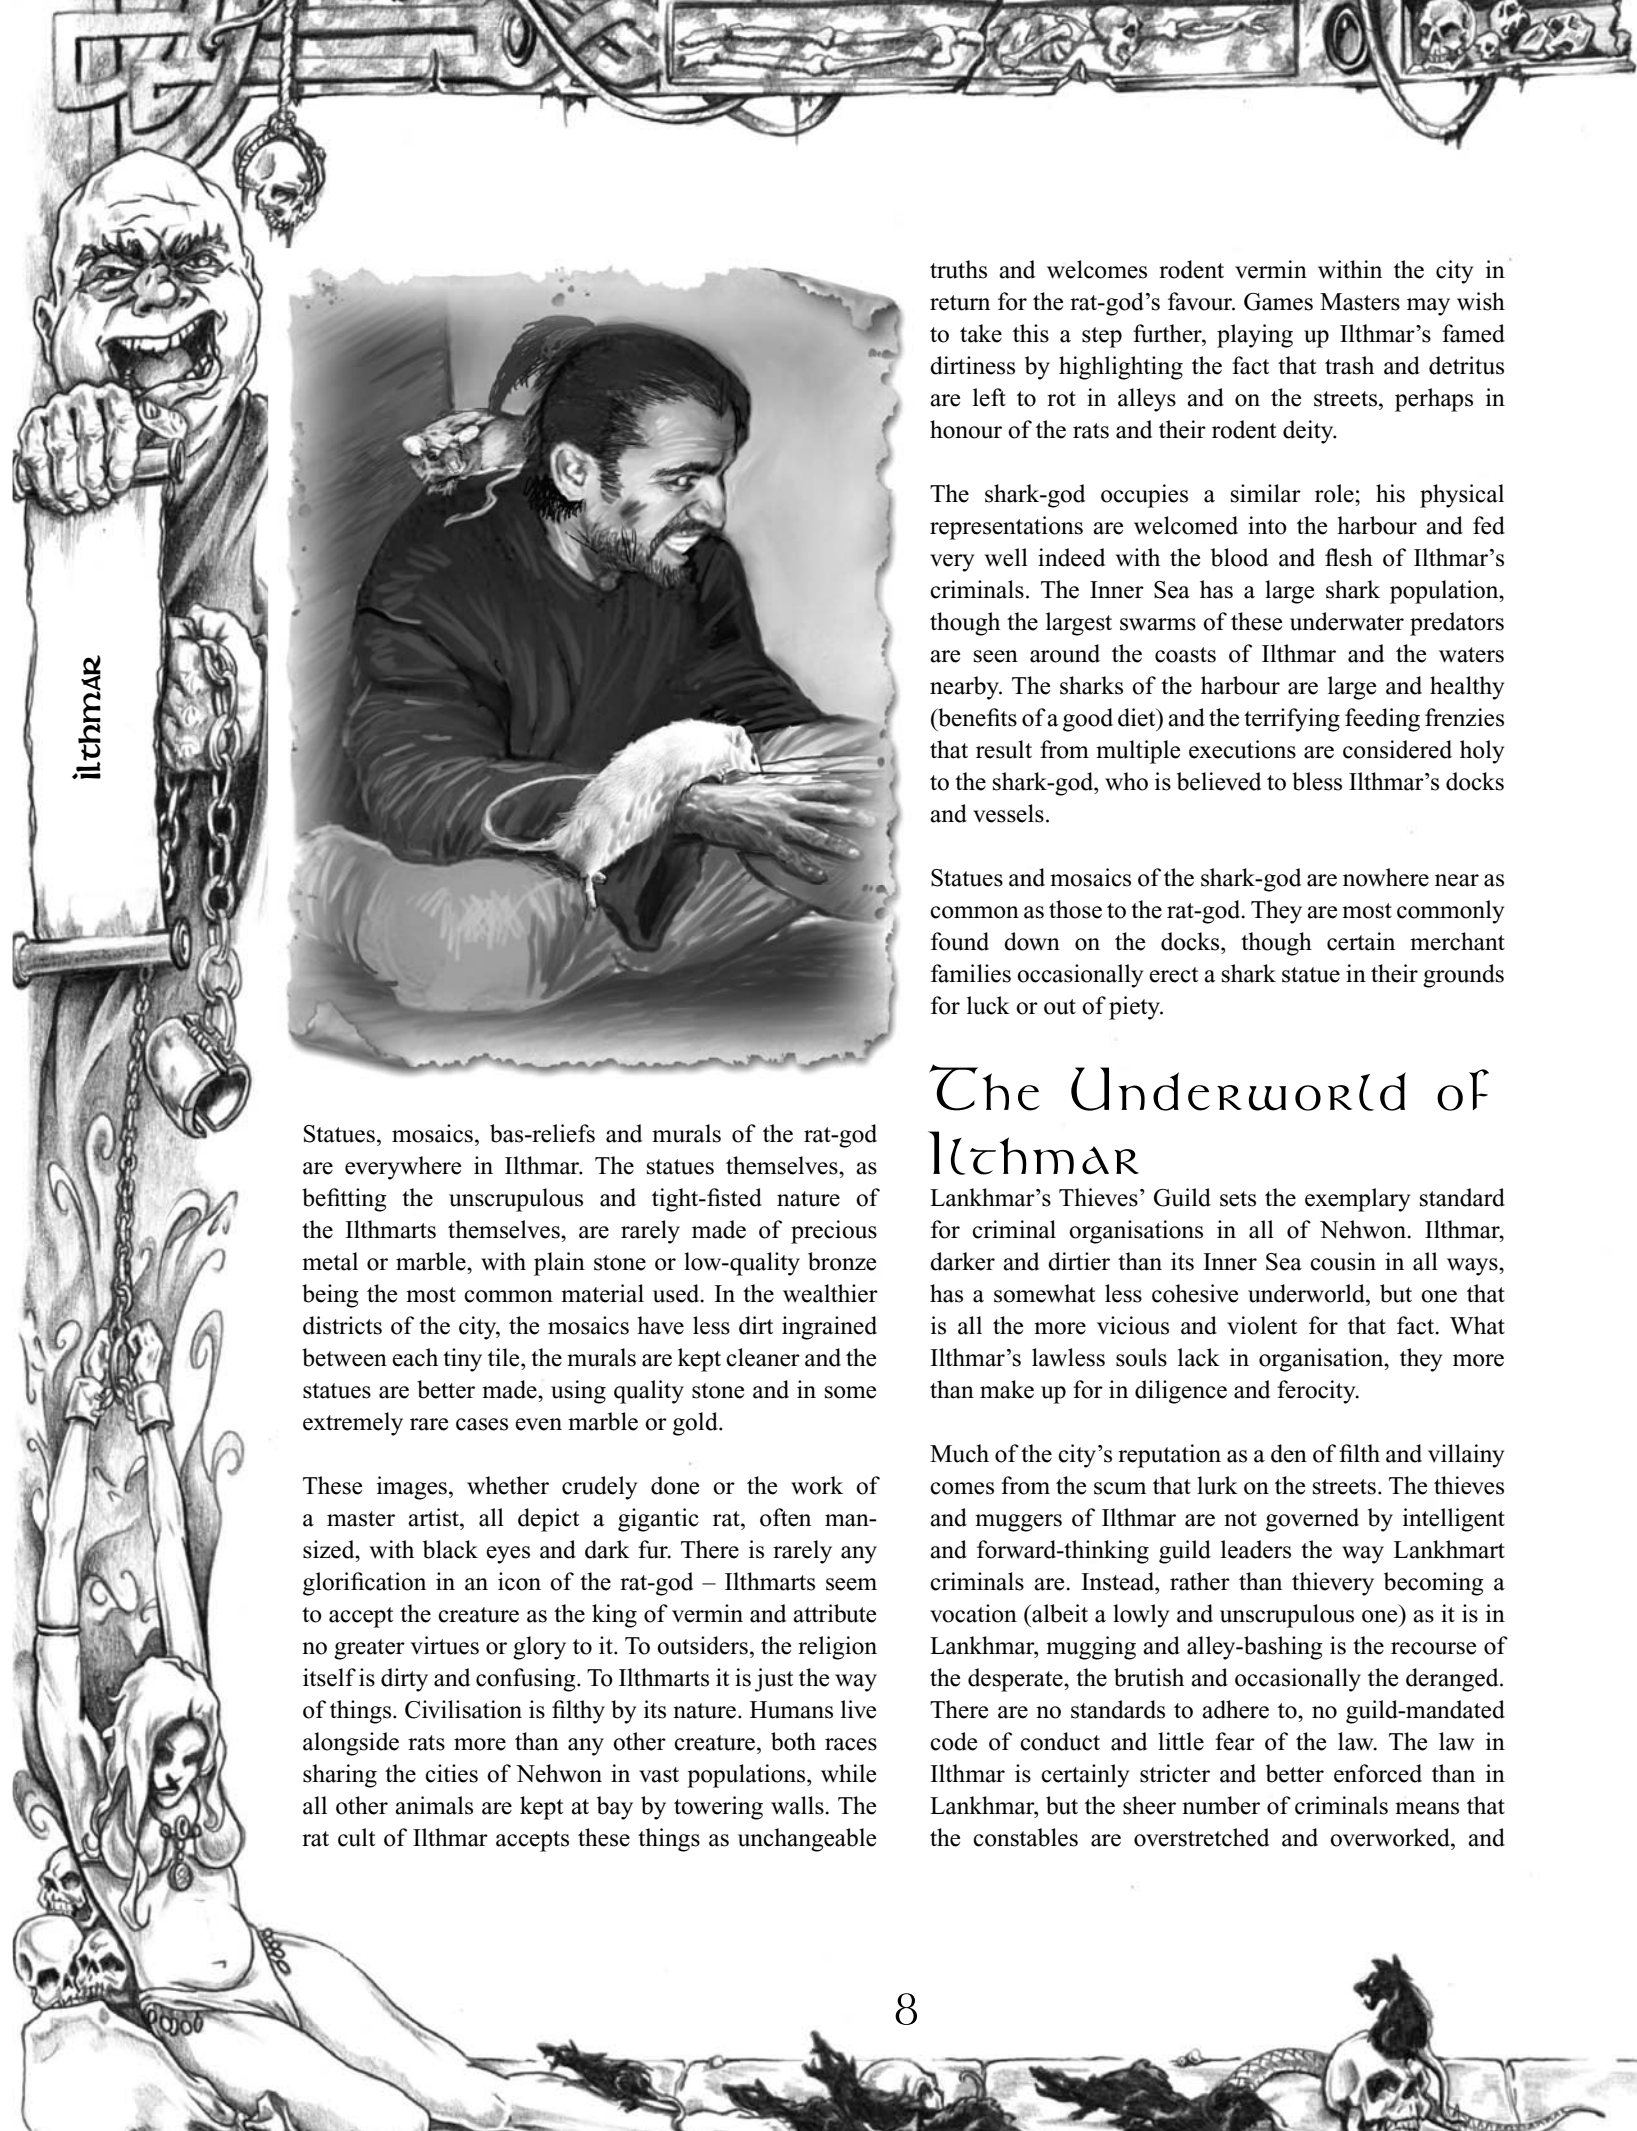 ilthmar
Statues, mosaics, bas-reliefs and murals of the rat-god
are everywhere in Ilthmar. The statues themselves, as
befitting the unscrupulous and tight-fisted nature of
the Ilthmarts themselves, are rarely made of precious
metal or marble, with plain stone or low-quality bronze
being the most common material used. In the wealthier
districts of the city, the mosaics have less dirt ingrained
between each tiny tile, the murals are kept cleaner and the
statues are better made, using quality stone and in some
extremely rare cases even marble or gold.
These images, whether crudely done or the work of
a master artist, all depict a gigantic rat, often man-
sized, with black eyes and dark fur. There is rarely any
glorification in an icon of the rat-god – Ilthmarts seem
to accept the creature as the king of vermin and attribute
no greater virtues or glory to it. To outsiders, the religion
itself is dirty and confusing. To Ilthmarts it is just the way
of things. Civilisation is filthy by its nature. Humans live
alongside rats more than any other creature, both races
sharing the cities of Nehwon in vast populations, while
all other animals are kept at bay by towering walls. The
rat cult of Ilthmar accepts these things as unchangeable
truths and welcomes rodent vermin within the city in
return for the rat-god’s favour. Games Masters may wish
to take this a step further, playing up Ilthmar’s famed
dirtiness by highlighting the fact that trash and detritus
are left to rot in alleys and on the streets, perhaps in
honour of the rats and their rodent deity.
The shark-god occupies a similar role; his physical
representations are welcomed into the harbour and fed
very well indeed with the blood and flesh of Ilthmar’s
criminals. The Inner Sea has a large shark population,
though the largest swarms of these underwater predators
are seen around the coasts of Ilthmar and the waters
nearby. The sharks of the harbour are large and healthy
(benefits of a good diet) and the terrifying feeding frenzies
that result from multiple executions are considered holy
to the shark-god, who is believed to bless Ilthmar’s docks
and vessels.
Statues and mosaics of the shark-god are nowhere near as
common as those to the rat-god. They are most commonly
found down on the docks, though certain merchant
families occasionally erect a shark statue in their grounds
for luck or out of piety.
The Underworld of
Ilthmar
Lankhmar’s Thieves’ Guild sets the exemplary standard
for criminal organisations in all of Nehwon. Ilthmar,
darker and dirtier than its Inner Sea cousin in all ways,
has a somewhat less cohesive underworld, but one that
is all the more vicious and violent for that fact. What
Ilthmar’s lawless souls lack in organisation, they more
than make up for in diligence and ferocity.
Much of the city’s reputation as a den of filth and villainy
comes from the scum that lurk on the streets. The thieves
and muggers of Ilthmar are not governed by intelligent
and forward-thinking guild leaders the way Lankhmart
criminals are. Instead, rather than thievery becoming a
vocation (albeit a lowly and unscrupulous one) as it is in
Lankhmar, mugging and alley-bashing is the recourse of
the desperate, the brutish and occasionally the deranged.
There are no standards to adhere to, no guild-mandated
code of conduct and little fear of the law. The law in
Ilthmar is certainly stricter and better enforced than in
Lankhmar, but the sheer number of criminals means that
the constables are overstretched and overworked, and
8